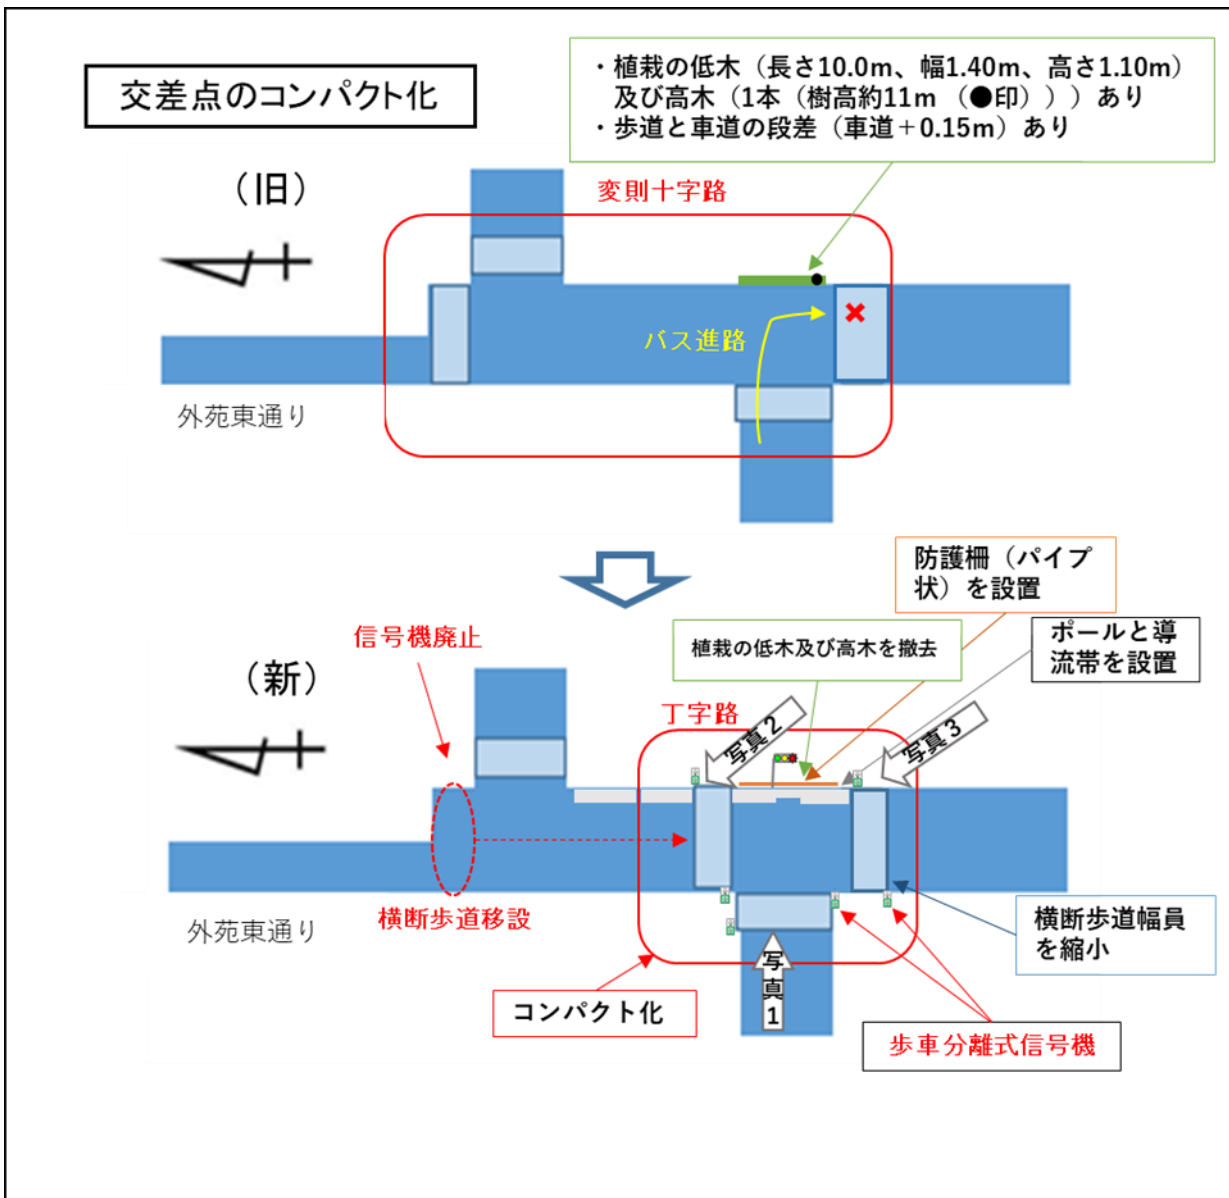 交差点のコンパクト化
・植栽の低木（長さ10.0m、幅1.40m、高さ1.10m）
及び高木（1本（樹高約11m （●印）））あり
・歩道と車道の段差（車道＋0.15m）あり
（旧）
変則十字路
バス進路
外苑東通り
防護柵（パイプ
状）を設置
信号機廃止
植栽の低木及び高木を撤去
ポールと導
流帯を設置
（新）
丁字路
写真2
写真3
外苑東通り
横断歩道移設
横断歩道幅員
を縮小
写真1
コンパクト化
歩車分離式信号機